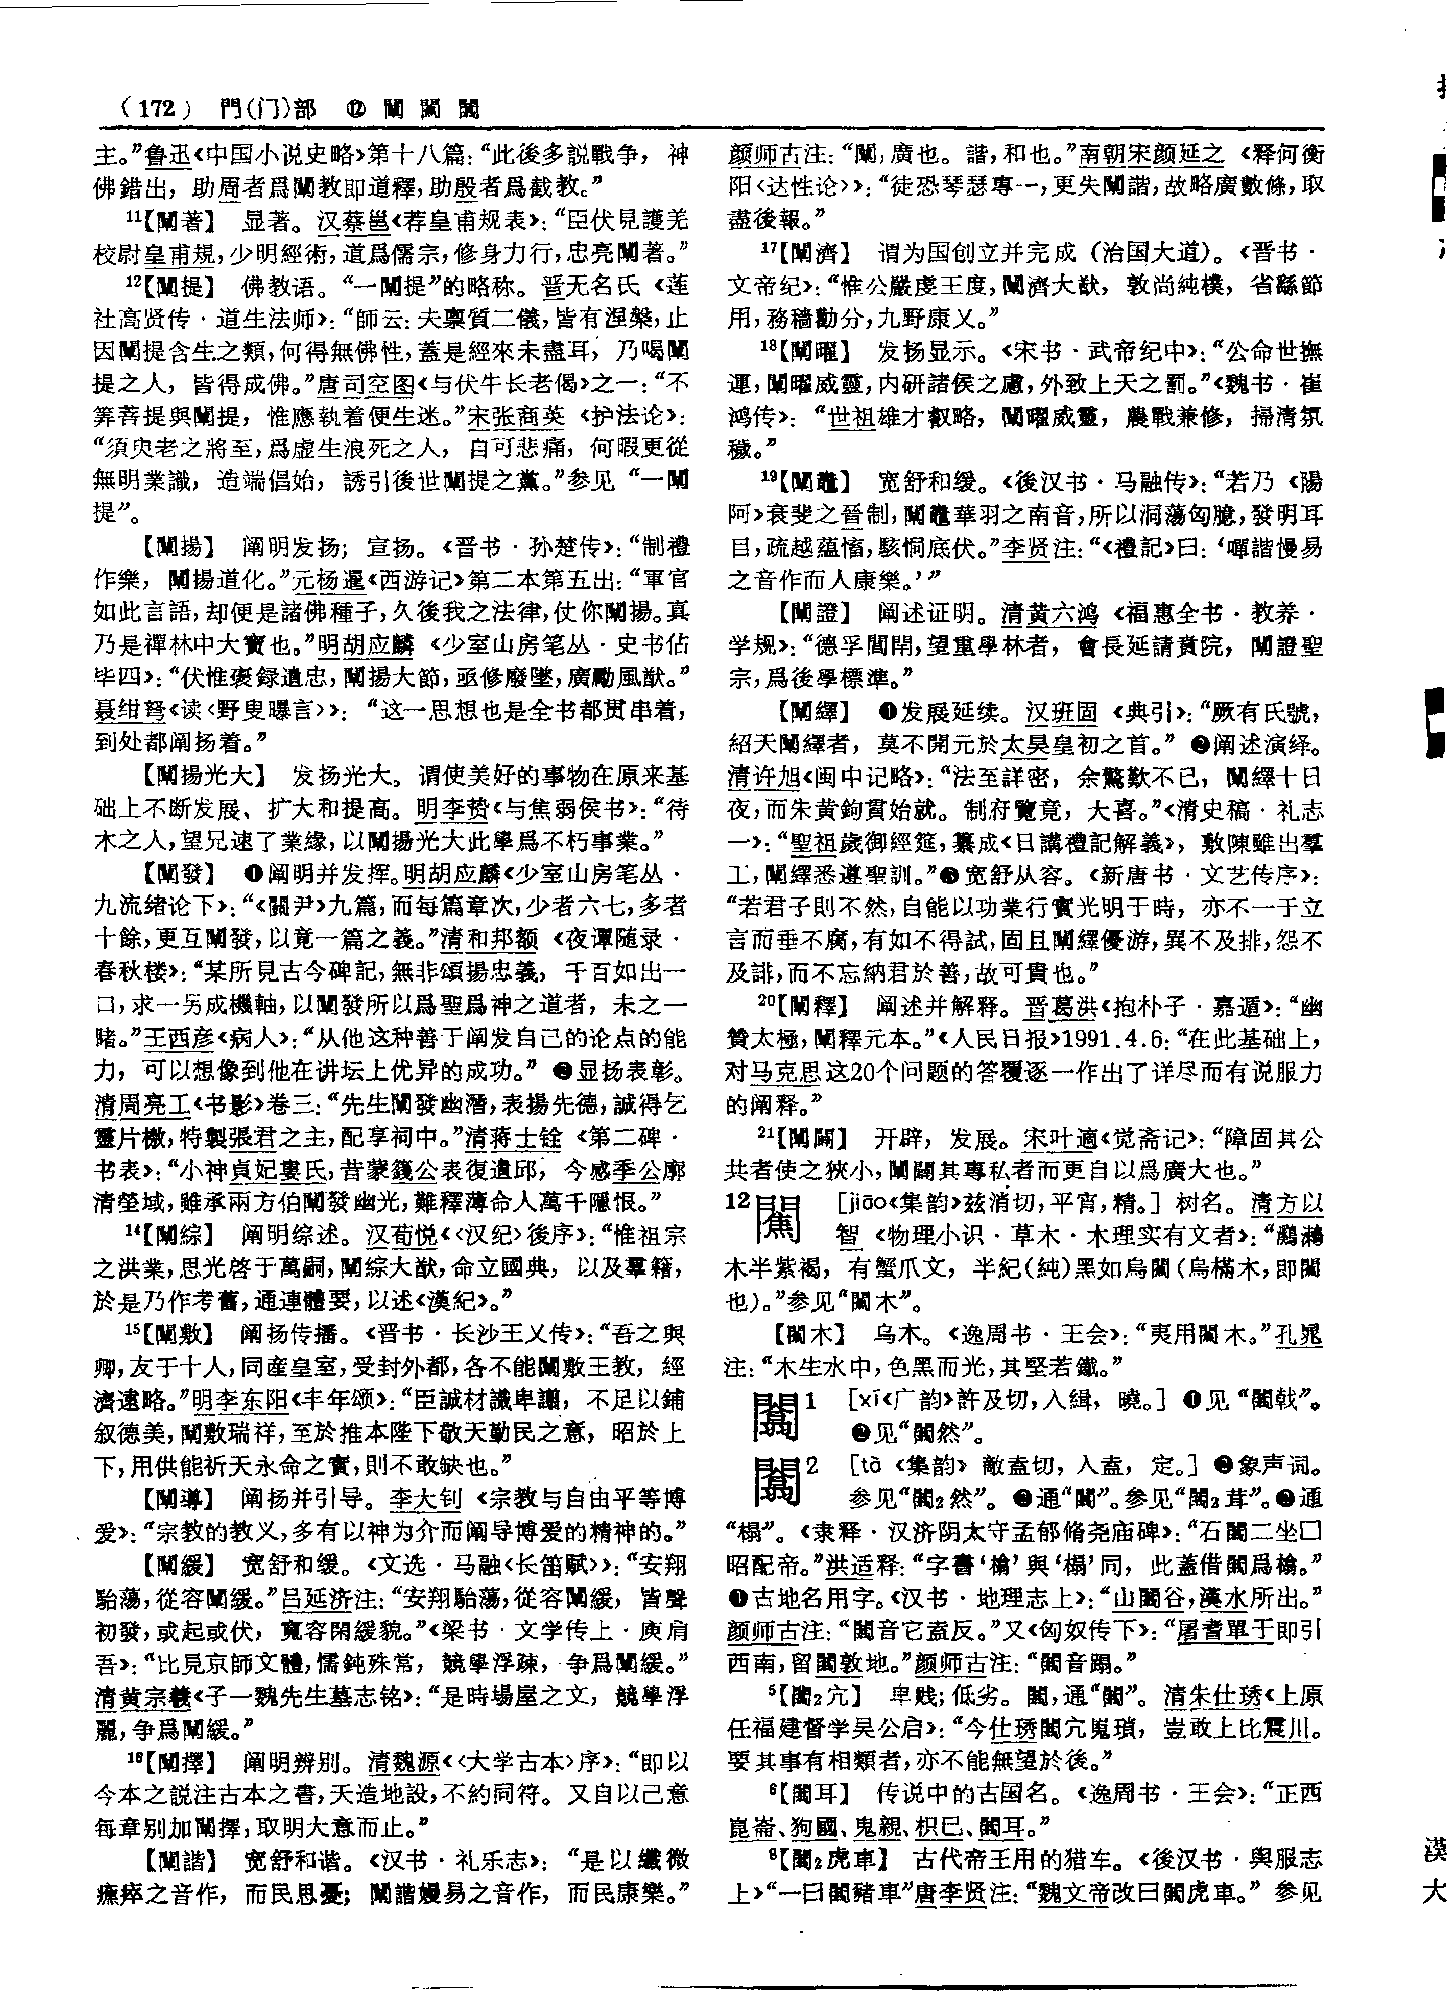 （172） 門(门)部 ⑫ 闡 䦰 闒
主。”鲁迅《中国小说史略》第十八篇：“此後多説戰争，神
佛錯出，助周者爲闡教即道釋，助殷者爲截教。”
11【闡著】 显著。汉蔡邕《荐皇甫规表》：“臣伏見護羌
校尉皇甫規，少明經術，道爲儒宗，修身力行，忠亮闡著。”
12【闡提】 佛教语。“一闡提”的略称。晋无名氏《莲
社高贤传·道生法师》：“師云：夫禀質二儀，皆有涅槃，止
因闡提含生之類，何得無佛性，蓋是經來未盡耳，乃喝闡
提之人，皆得成佛。”唐司空图《与伏牛长老偈》之一：“不
筭菩提與闡提，惟應執着便生迷。”宋张商英《护法论》：
“須臾老之將至，爲虚生浪死之人，自可悲痛，何暇更從
無明業識，造端倡始，誘引後世闡提之黨。”参见“一闡
提”。
【闡揚】 阐明发扬；宣扬。《晋书·孙楚传》：“制禮
作樂，闡揚道化。”元杨暹《西游记》第二本第五出：“軍官
如此言語，却便是諸佛種子，久後我之法律，仗你闡揚。真
乃是禪林中大寶也。”明胡应麟《少室山房笔丛·史书佔
毕四》：“伏惟褒録遺忠，闡揚大節，亟修廢墜，廣勵風猷。”
聂绀弩《读〈野叟曝言〉》：“这一思想也是全书都贯串着，
到处都阐扬着。”
【闡揚光大】 发扬光大。谓使美好的事物在原来基
础上不断发展、扩大和提高。明李贽《与焦弱侯书》：“待
木之人，望兄速了業緣，以闡揚光大此學爲不朽事業。”
【闡發】 ❶阐明并发挥。明胡应麟《少室山房笔丛·
九流绪论下》：“《關尹》九篇，而每篇章次，少者六七，多者
十餘，更互闡發，以竟一篇之義。”清和邦额《夜谭随录·
春秋楼》：“某所見古今碑記，無非頌揚忠義，千百如出一
口，求一另成機軸，以闡發所以爲聖爲神之道者，未之一
睹。”王西彦《病人》：“从他这种善于阐发自己的论点的能
力，可以想像到他在讲坛上优异的成功。” ❷显扬表彰。
清周亮工《书影》卷三：“先生闡發幽潛，表揚先德，誠得乞
靈片檄，特製張君之主，配享祠中。”清蒋士铨《第二碑·
书表》：“小神貞妃婁氏，昔蒙錢公表復遺邱，今感季公廓
清塋域，雖承兩方伯闡發幽光，難釋薄命人萬千隱恨。”
14【闡綜】 阐明综述。汉荀悦《〈汉纪〉後序》：“惟祖宗
之洪業，思光啓于萬嗣，闡綜大猷，命立國典，以及羣籍，
於是乃作考舊，通連體要，以述《漢紀》。”
15【闡敷】 阐扬传播。《晋书·长沙王乂传》：“吾之與
卿，友于十人，同産皇室，受封外都，各不能闡敷王教，經
濟遠略。”明李东阳《丰年颂》：“臣誠材識卑譾，不足以鋪
叙德美，闡敷瑞祥，至於推本陛下敬天勤民之意，昭於上
下，用供能祈天永命之實，則不敢缺也。”
【闡導】 阐扬并引导。李大钊《宗教与自由平等博
爱》：“宗教的教义，多有以神为介而阐导博爱的精神的。”
【闡緩】 宽舒和缓。《文选·马融〈长笛赋〉》：“安翔
駘蕩，從容闡緩。”吕延济注：“安翔駘蕩，從容闡緩，皆聲
初發，或起或伏，寬容閑緩貌。”《梁书·文学传上·庾肩
吾》：“比見京師文體，懦鈍殊常，競學浮疎，争爲闡緩。”
清黄宗羲《子一魏先生墓志铭》：“是時場屋之文，競學浮
麗，争爲闡緩。”
16【闡擇】 阐明辨别。清魏源《〈大学古本〉序》：“即以
今本之説注古本之書，天造地設，不約同符。又自以己意
每章别加闡擇，取明大意而止。”
【闡諧】 宽舒和谐。《汉书·礼乐志》：“是以纖微
癄瘁之音作，而民思憂；闡諧嫚易之音作，而民康樂。”
颜师古注：“闡，廣也。諧，和也。”南朝宋颜延之《释何衡
阳〈达性论〉》：“徒恐琴瑟專一，更失闡諧，故略廣數條，取
盡後報。”
17【闡濟】 谓为国创立并完成（治国大道）。《晋书·
文帝纪》：“惟公嚴虔王度，闡濟大猷，敦尚純樸，省繇節
用，務穡勸分，九野康乂。”
18【闡曜】 发扬显示。《宋书·武帝纪中》：“公命世撫
運，闡曜威靈，内研諸侯之慮，外致上天之罰。”《魏书·崔
鸿传》：“世祖雄才叡略，闡曜威靈，農戰兼修，掃清氛
穢。”
19【闡鼉】 宽舒和缓。《後汉书·马融传》：“若乃《陽
阿》衰斐之晉制，闡鼉華羽之南音，所以洞蕩匈臆，發明耳
目，疏越蘊慉，駭恫底伏。”李贤注：“《禮記》曰：‘嘽諧慢易
之音作而人康樂。’”
【闡證】 阐述证明。清黄六鸿《福惠全书·教养·
学规》：“德孚閭閈，望重學林者，會長延請賁院，闡證聖
宗，爲後學標準。”
【闡繹】 ❶发展延续。汉班固《典引》：“厥有氏號，
紹天闡繹者，莫不開元於太昊皇初之首。” ❷阐述演绎。
清许旭《闽中记略》：“法至詳密，余驚歎不已，闡繹十日
夜，而朱黄鉤貫始就。制府覽竟，大喜。”《清史稿·礼志
一》：“聖祖歲御經筵，纂成《日講禮記解義》，敷陳雖出羣
工，闡繹悉遵聖訓。”❸宽舒从容。《新唐书·文艺传序》：
“若君子則不然，自能以功業行實光明于時，亦不一于立
言而垂不腐，有如不得試，固且闡繹優游，異不及排，怨不
及誹，而不忘納君於善，故可貴也。”
20【闡釋】 阐述并解释。晋葛洪《抱朴子·嘉遁》：“幽
贊太極，闡釋元本。”《人民日报》1991.4.6：“在此基础上，
对马克思这20个问题的答覆逐一作出了详尽而有说服力
的阐释。”
21【闡闢】 开辟，发展。宋叶適《觉斋记》：“障固其公
共者使之狹小，闡闢其專私者而更自以爲廣大也。”
12 䦰 [jiāo《集韵》兹消切，平宵，精。] 树名。清方以
智《物理小识·草木·木理实有文者》：“鸂鶒
木半紫褐，有蟹爪文，半紀(純)黑如烏䦰(烏樠木，即䦰
也)。”参见“䦰木”。
【䦰木】 乌木。《逸周书·王会》：“夷用䦰木。”孔晁
注：“木生水中，色黑而光，其堅若鐵。”
闒1 [xí《广韵》許及切，入緝，曉。] ❶见“闒戟”。
❷见“闒然”。
闒2 [tà《集韵》敵盍切，入盍，定。] ❷象声词。
参见“闒2然”。❷通“闒”。参见“闒2茸”。❸通
“榻”。《隶释·汉济阴太守孟郁脩尧庙碑》：“石闒二坐□
昭配帝。”洪适释：“字書‘㯓’與‘榻’同，此蓋借闒爲㯓。”
❶古地名用字。《汉书·地理志上》：“山闒谷，漢水所出。”
颜师古注：“闒音它盍反。”又《匈奴传下》：“屠耆單于即引
西南，留闒敦地。”颜师古注：“闒音蹋。”
5【闒2宂】 卑贱；低劣。闒，通“闒”。清朱仕琇《上原
任福建督学吴公启》：“今仕琇闒宂嵬瑣，豈敢上比震川。
要其事有相類者，亦不能無望於後。”
6【闒耳】 传说中的古国名。《逸周书·王会》：“正西
崑崙、狗國、鬼親、枳巳、闒耳。”
8【闒2虎車】 古代帝王用的猎车。《後汉书·舆服志
上》“一曰闒豬車”唐李贤注：“魏文帝改曰闒虎車。” 参见
漢
大